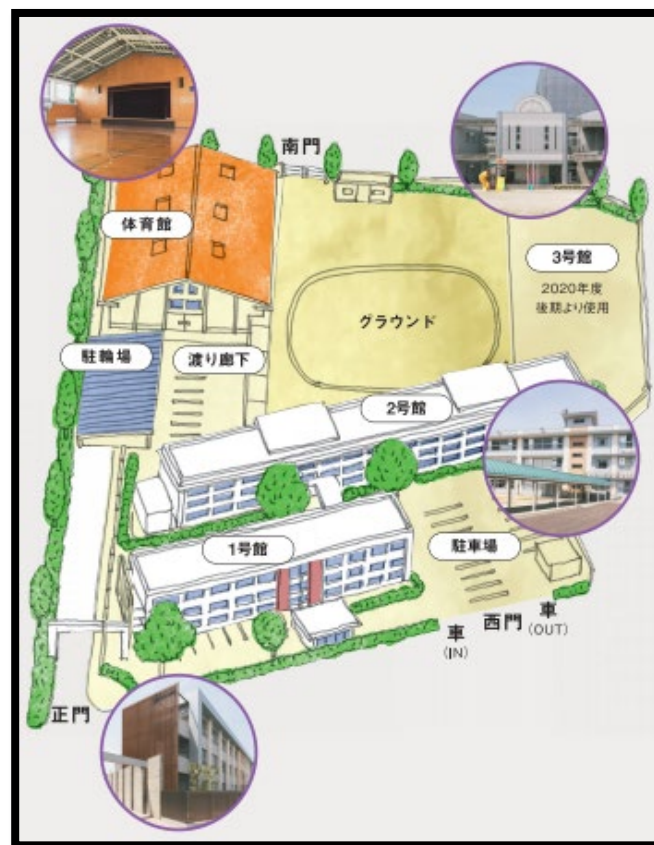 南門
体育館
3号館
2020年度
後期より使用
グラウンド
駐輪場
渡り廊下
2号館
1号館
駐車場
車
(IN)
西門
車
(OUT)
正門